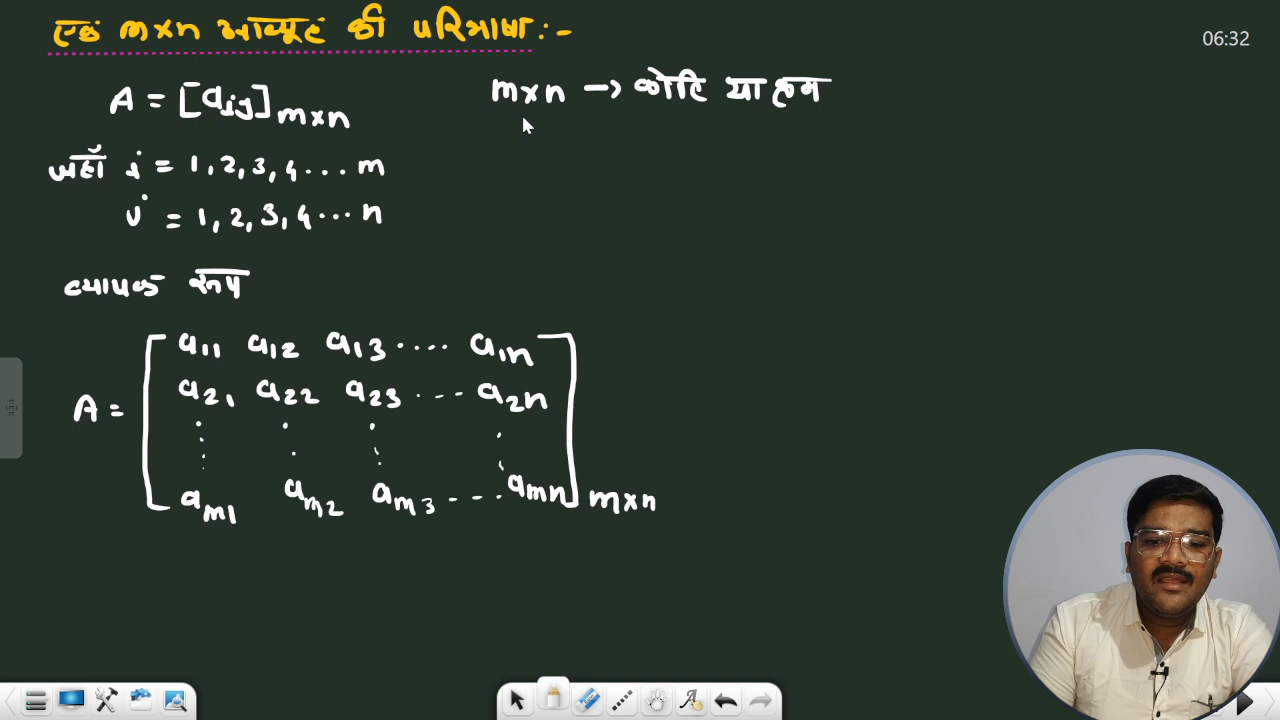 एक m×n आव्यूह की परिभाषा :-
06:32
A = [aij]m×n
m×n → कोटि या क्रम
जहाँ i = 1, 2, 3, 4 ... m
j = 1, 2, 3, 4 ... n
व्यापक रूप
a11 a12 a13 .... a1n
a21 a22 a23 .... a2n
A =
am1 am2 am3 .... amn m×n